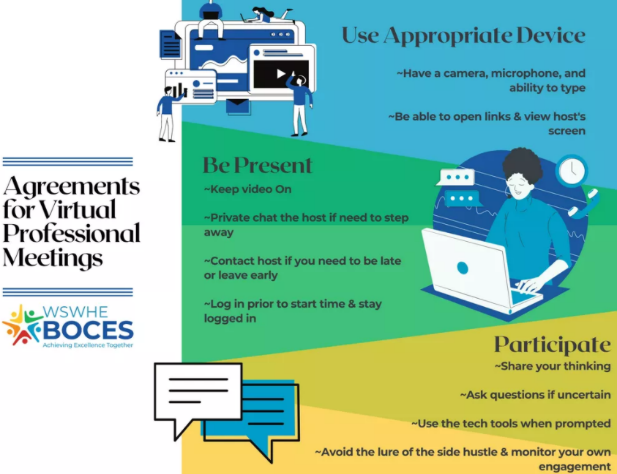 Agreements
for Virtual
Professional
Meetings
WSWHE
BOCES
Achieving Excellence Together
Use Appropriate Device
~Have a camera, microphone, and
ability to type
~Be able to open links & view host's
screen
Be Present
~Keep video On
~Private chat the host if need to step
away
~Contact host if you need to be late
or leave early
~Log in prior to start time & stay
logged in
Participate
~Share your thinking
~Ask questions if uncertain
~Use the tech tools when prompted
~Avoid the lure of the side hustle & monitor your own
engagement